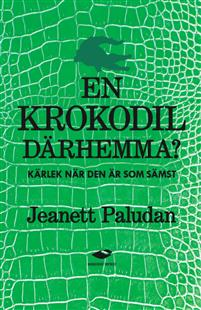 EN
KROKODIL
DÄRHEMMA?
KÄRLEK NÄR DEN ÄR SOM SÄMST
Jeanett Paludan